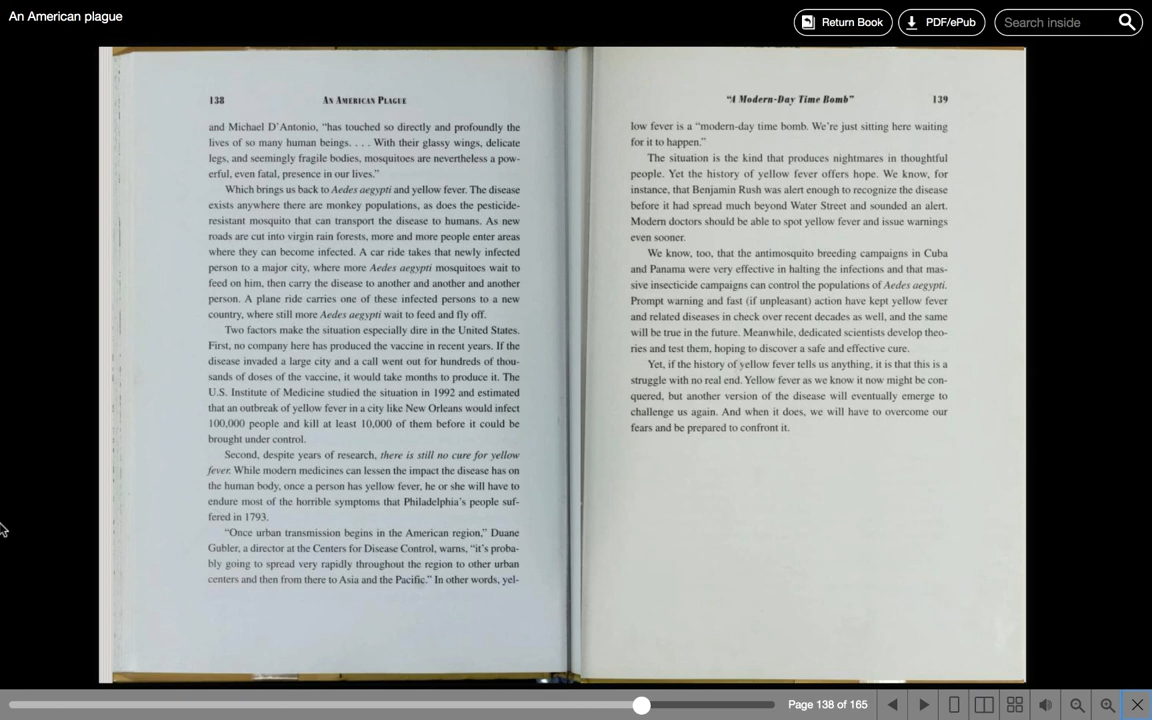 An American plague
Return Book
PDF/ePub
Search inside
138 AN AMERICAN PLAGUE
and Michael D'Antonio, "has touched so directly and profoundly the
lives of so many human beings. . . . With their glassy wings, delicate
legs, and seemingly fragile bodies, mosquitoes are nevertheless a pow-
erful, even fatal, presence in our lives."
Which brings us back to Aedes aegypti and yellow fever. The disease
exists anywhere there are monkey populations, as does the pesticide-
resistant mosquito that can transport the disease to humans. As new
roads are cut into virgin rain forests, more and more people enter areas
where they can become infected. A car ride takes that newly infected
person to a major city, where more Aedes aegypti mosquitoes wait to
feed on him, then carry the disease to another and another and another
person. A plane ride carries one of these infected persons to a new
country, where still more Aedes aegypti wait to feed and fly off.
Two factors make the situation especially dire in the United States.
First, no company here has produced the vaccine in recent years. If the
disease invaded a large city and a call went out for hundreds of thou-
sands of doses of the vaccine, it would take months to produce it. The
U.S. Institute of Medicine studied the situation in 1992 and estimated
that an outbreak of yellow fever in a city like New Orleans would infect
100,000 people and kill at least 10,000 of them before it could be
brought under control.
Second, despite years of research, there is still no cure for yellow
fever. While modern medicines can lessen the impact the disease has on
the human body, once a person has yellow fever, he or she will have to
endure most of the horrible symptoms that Philadelphia's people suf-
fered in 1793.
"Once urban transmission begins in the American region," Duane
Gubler, a director at the Centers for Disease Control, warns, "it's proba-
bly going to spread very rapidly throughout the region to other urban
centers and then from there to Asia and the Pacific." In other words, yel-
"A Modern-Day Time Bomb" 139
low fever is a "modern-day time bomb. We're just sitting here waiting
for it to happen."
The situation is the kind that produces nightmares in thoughtful
people. Yet the history of yellow fever offers hope. We know, for
instance, that Benjamin Rush was alert enough to recognize the disease
before it had spread much beyond Water Street and sounded an alert.
Modern doctors should be able to spot yellow fever and issue warnings
even sooner.
We know, too, that the antimosquito breeding campaigns in Cuba
and Panama were very effective in halting the infections and that mas-
sive insecticide campaigns can control the populations of Aedes aegypti.
Prompt warning and fast (if unpleasant) action have kept yellow fever
and related diseases in check over recent decades as well, and the same
will be true in the future. Meanwhile, dedicated scientists develop theo-
ries and test them, hoping to discover a safe and effective cure.
Yet, if the history of yellow fever tells us anything, it is that this is a
struggle with no real end. Yellow fever as we know it now might be con-
quered, but another version of the disease will eventually emerge to
challenge us again. And when it does, we will have to overcome our
fears and be prepared to confront it.
Page 138 of 165